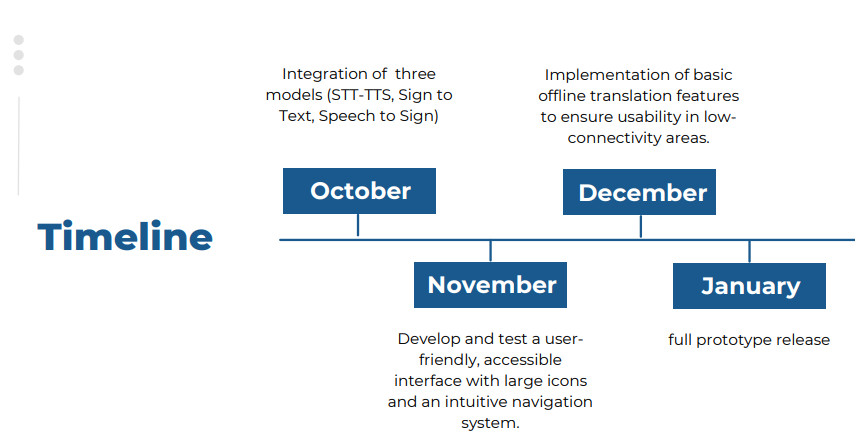 Timeline
Integration of three
models (STT-TTS, Sign to
Text, Speech to Sign)
October
November
Develop and test a user-
friendly, accessible
interface with large icons
and an intuitive navigation
system.
Implementation of basic
offline translation features
to ensure usability in low-
connectivity areas.
December
January
full prototype release